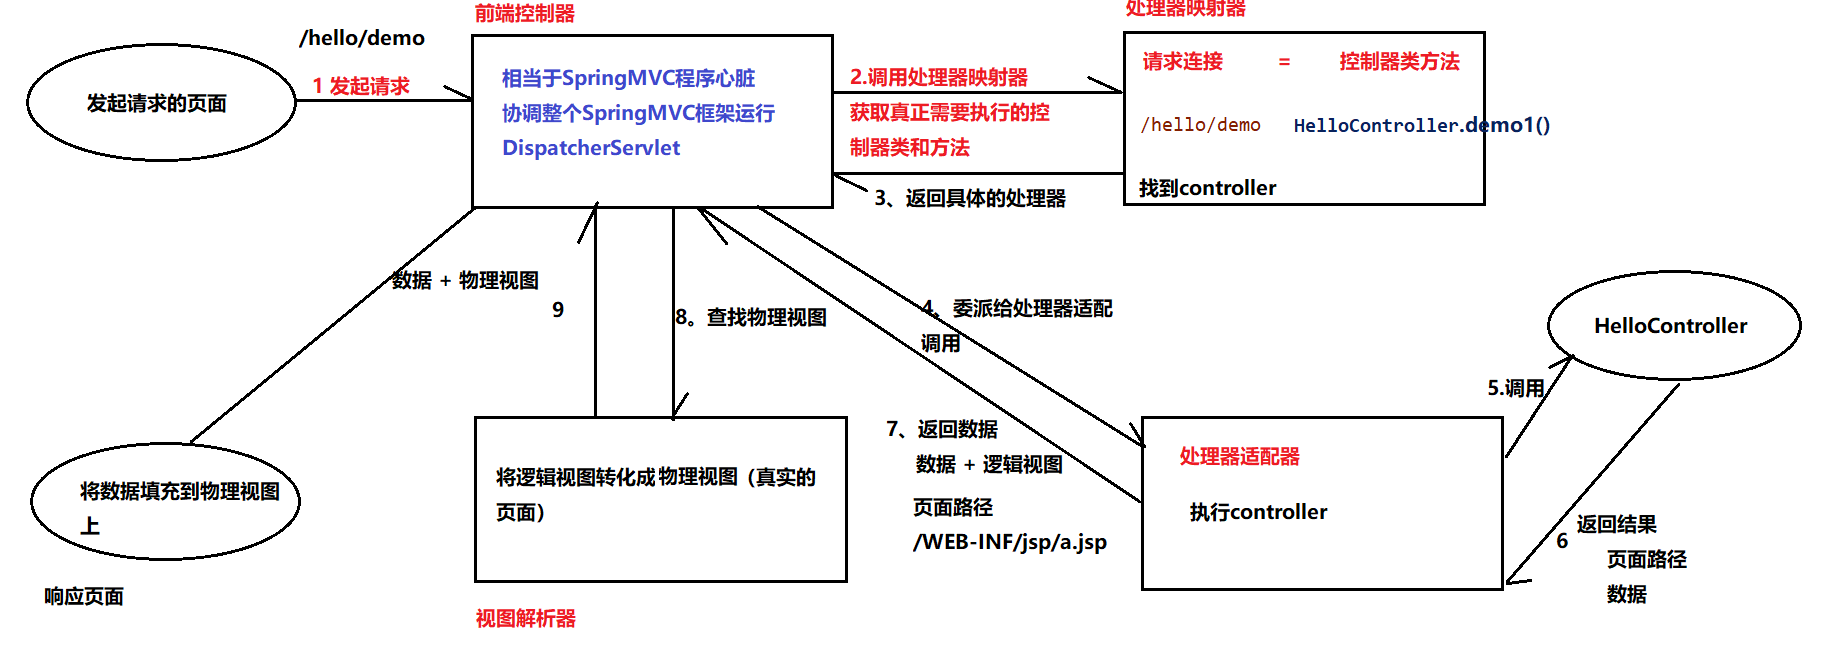 前端控制器
处理器映射器
/hello/demo
1 发起请求
发起请求的页面
相当于SpringMVC程序心脏
协调整个SpringMVC框架运行
DispatcherServlet
2.调用处理器映射器
获取真正需要执行的控
制器类和方法
请求连接 = 控制器类方法
/hello/demo HelloController.demo1()
找到controller
3、返回具体的处理器
数据 + 物理视图
9
8。查找物理视图
4、委派给处理器适配
调用
HelloController
5.调用
7、返回数据
数据 + 逻辑视图
页面路径
/WEB-INF/jsp/a.jsp
处理器适配器
执行controller
6 返回结果
页面路径
数据
将逻辑视图转化成物理视图（真实的
页面）
视图解析器
将数据填充到物理视图
上
响应页面